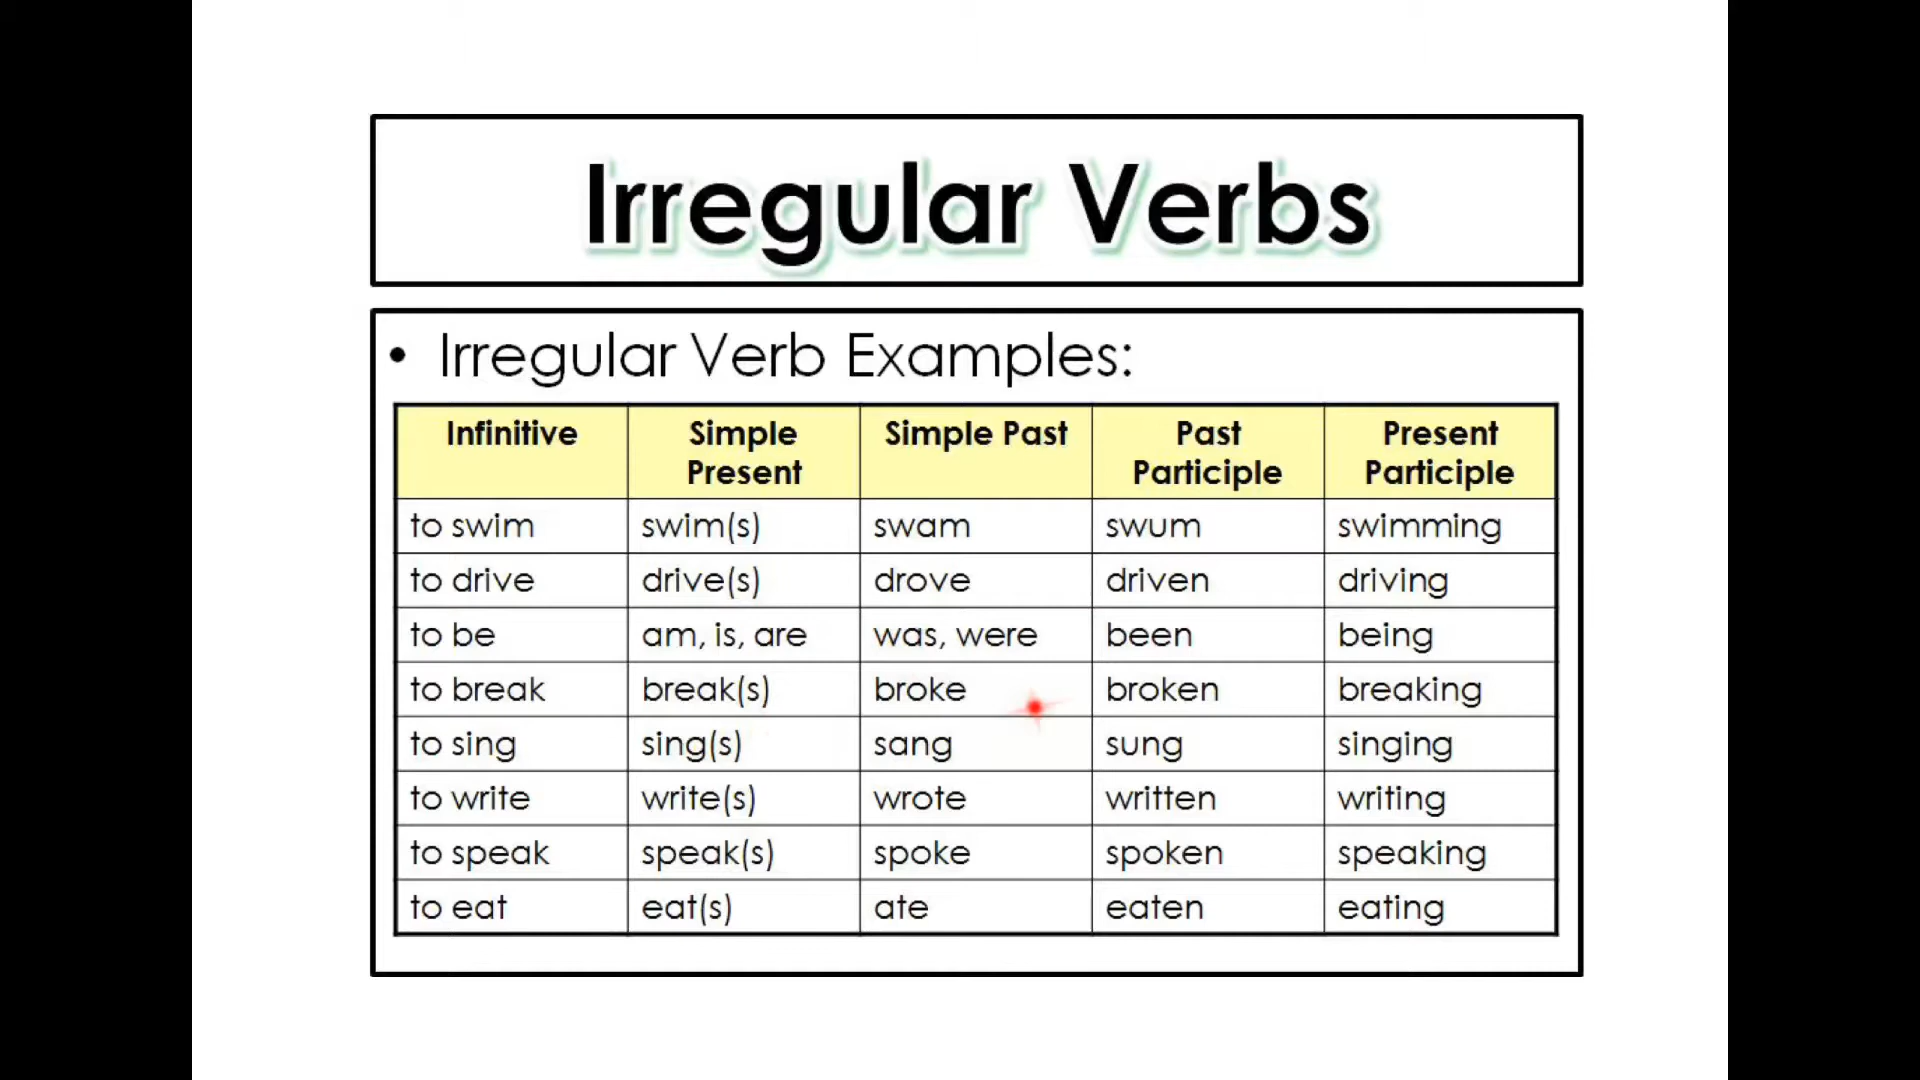 Irregular Verbs
• Irregular Verb Examples:
Infinitive Simple Present Simple Past Past Participle Present Participle
to swim swim(s) swam swum swimming
to drive drive(s) drove driven driving
to be am, is, are was, were been being
to break break(s) broke broken breaking
to sing sing(s) sang sung singing
to write write(s) wrote written writing
to speak speak(s) spoke spoken speaking
to eat eat(s) ate eaten eating